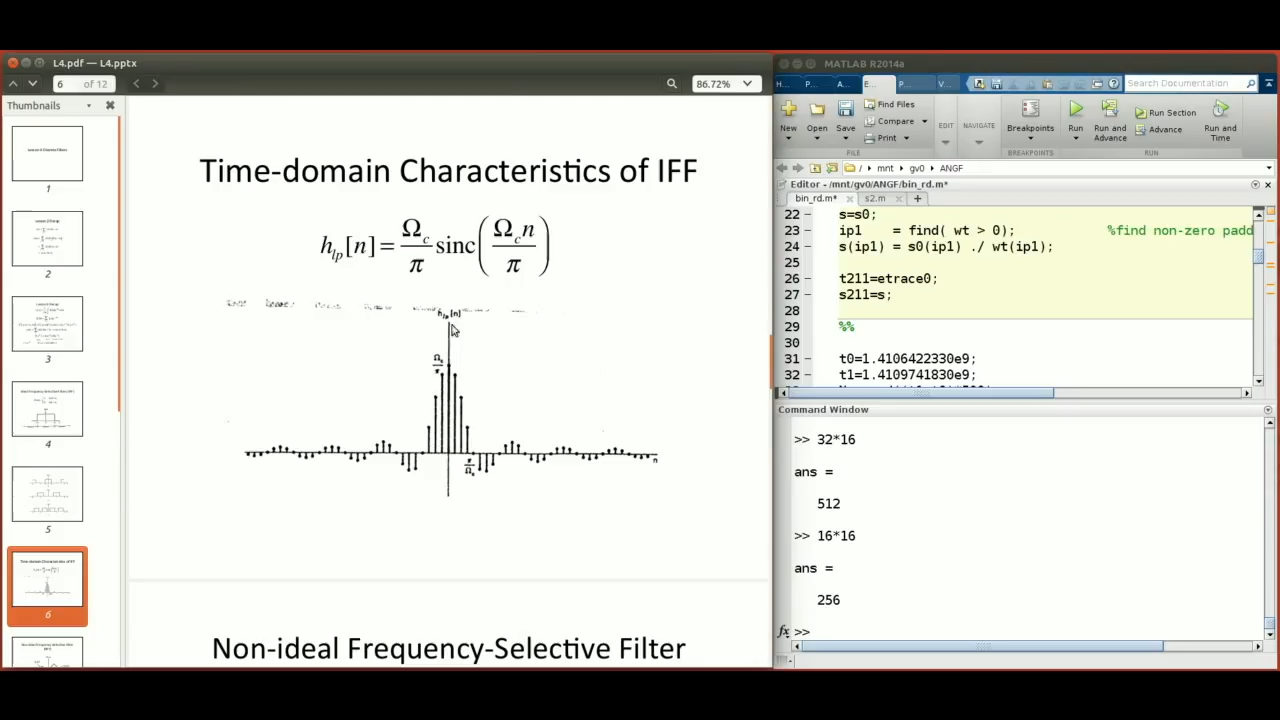 L4.pdf — L4.pptx
6 of 12
86.72%
Thumbnails
1
2
3
4
5
6
Time-domain Characteristics of IFF
h_lp[n] = Ω_c/π sinc(Ω_c n/π)
h_lp[n]
Ω_c/π
π/Ω_c
n
Non-ideal Frequency-Selective Filter
MATLAB R2014a
H... P... A... E... P... V...
Search Documentation
New
Open
Save
Find Files
Compare
Print
FILE
EDIT
NAVIGATE
Breakpoints
BREAKPOINTS
Run
Run and Advance
Run Section
Advance
Run and Time
RUN
/ mnt gv0 ANGF
Editor - /mnt/gv0/ANGF/bin_rd.m*
bin_rd.m*
s2.m
22 s=s0;
23 ip1 = find( wt > 0); %find non-zero padd
24 s(ip1) = s0(ip1) ./ wt(ip1);
25
26 t211=etrace0;
27 s211=s;
28
29 %%
30
31 t0=1.4106422330e9;
32 t1=1.4109741830e9;
Command Window
>> 32*16
ans =
512
>> 16*16
ans =
256
fx >>